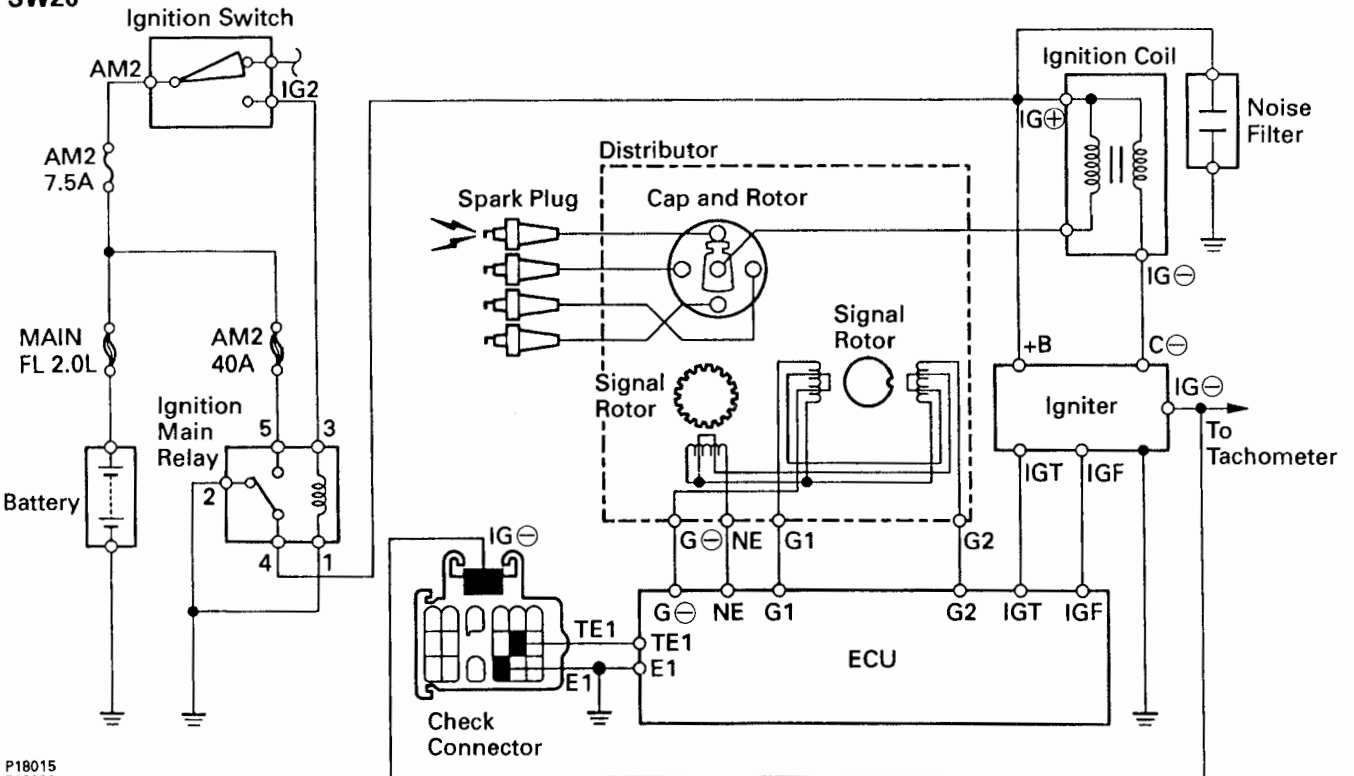 Ignition Switch
AM2
IG2
AM2
7.5A
MAIN
FL 2.0L
AM2
40A
Ignition
Main
Relay
5
3
2
4
1
Battery
Distributor
Spark Plug
Cap and Rotor
Signal
Rotor
Signal
Rotor
G⊖
NE
G1
G2
Ignition Coil
IG⊕
Noise
Filter
IG⊖
+B
C⊖
Igniter
IG⊖
To
Tachometer
IGT
IGF
IG⊖
G⊖
NE
G1
G2
IGT
IGF
TE1
TE1
E1
E1
ECU
Check
Connector
P18015